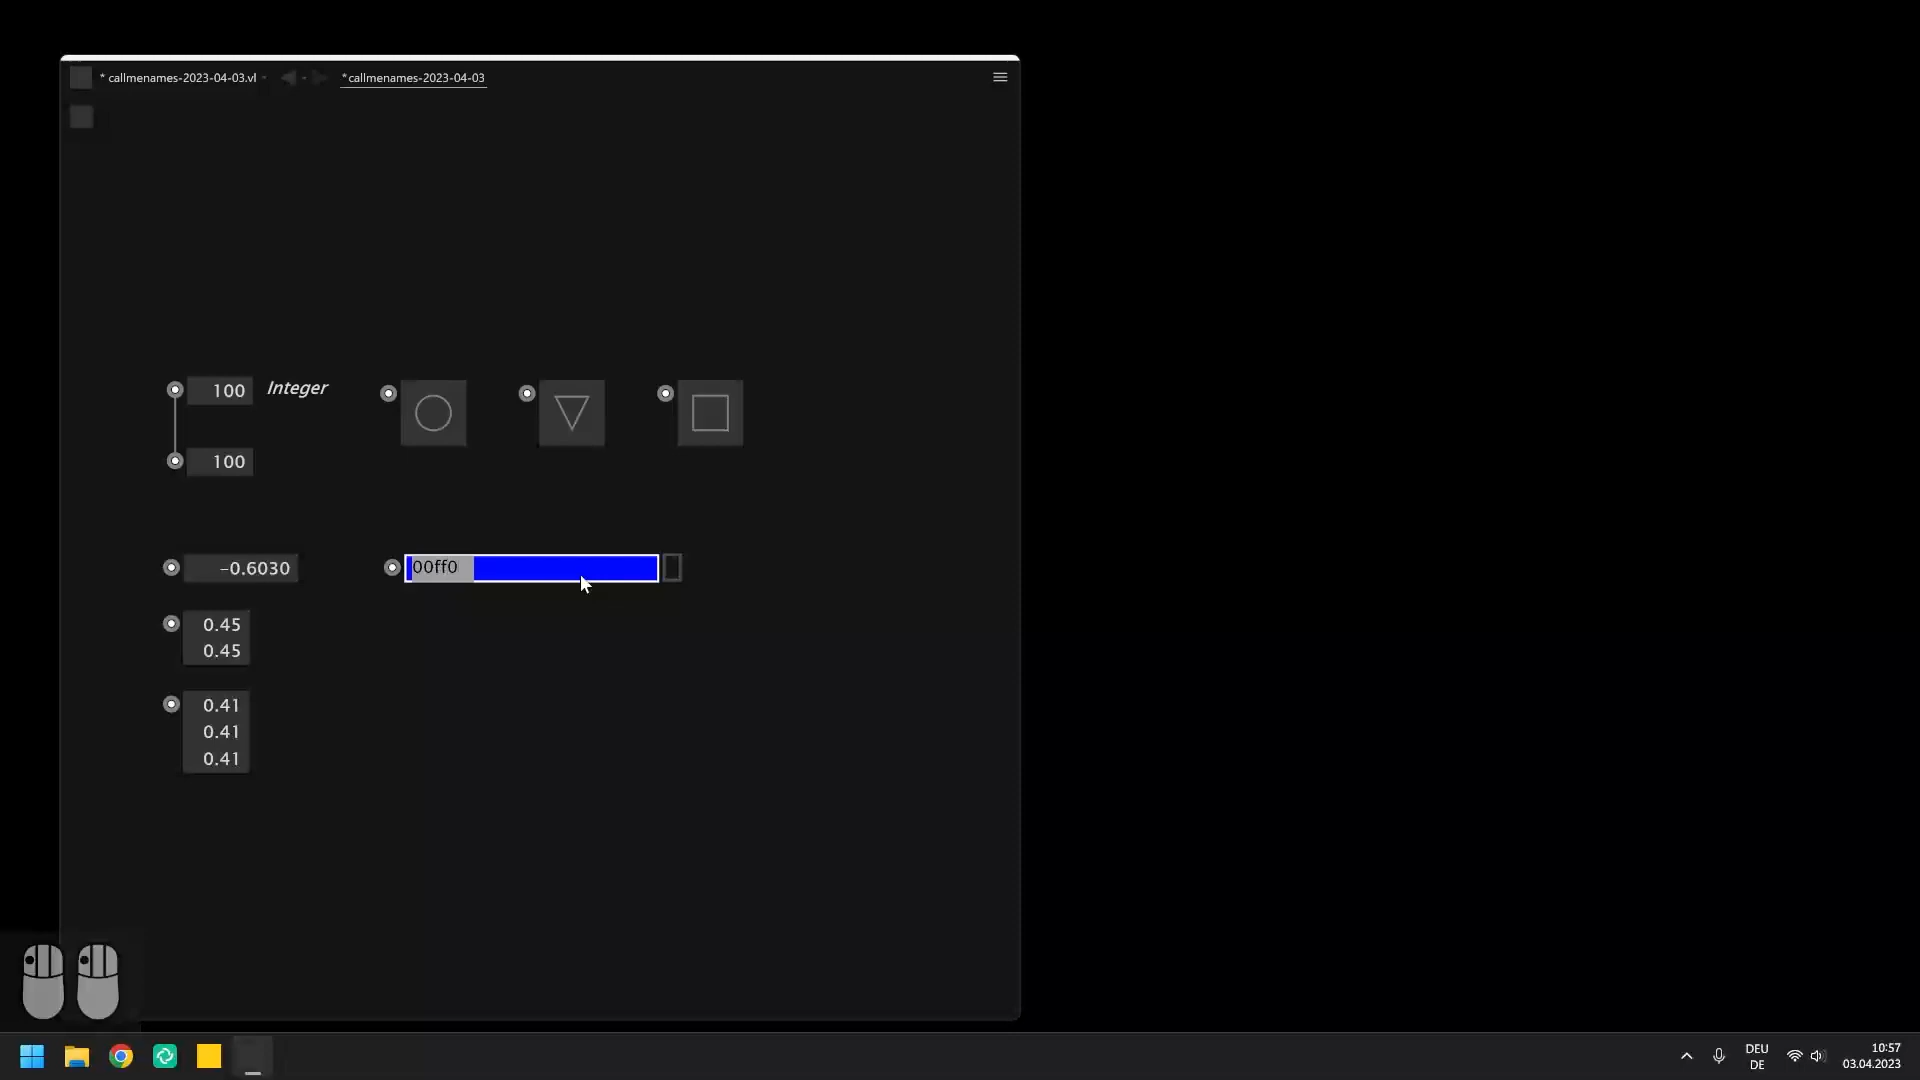 * callmenames-2023-04-03.vl
*callmenames-2023-04-03
100 Integer
100
-0.6030
00ff0
0.45
0.45
0.41
0.41
0.41
DEU
DE
10:57
03.04.2023